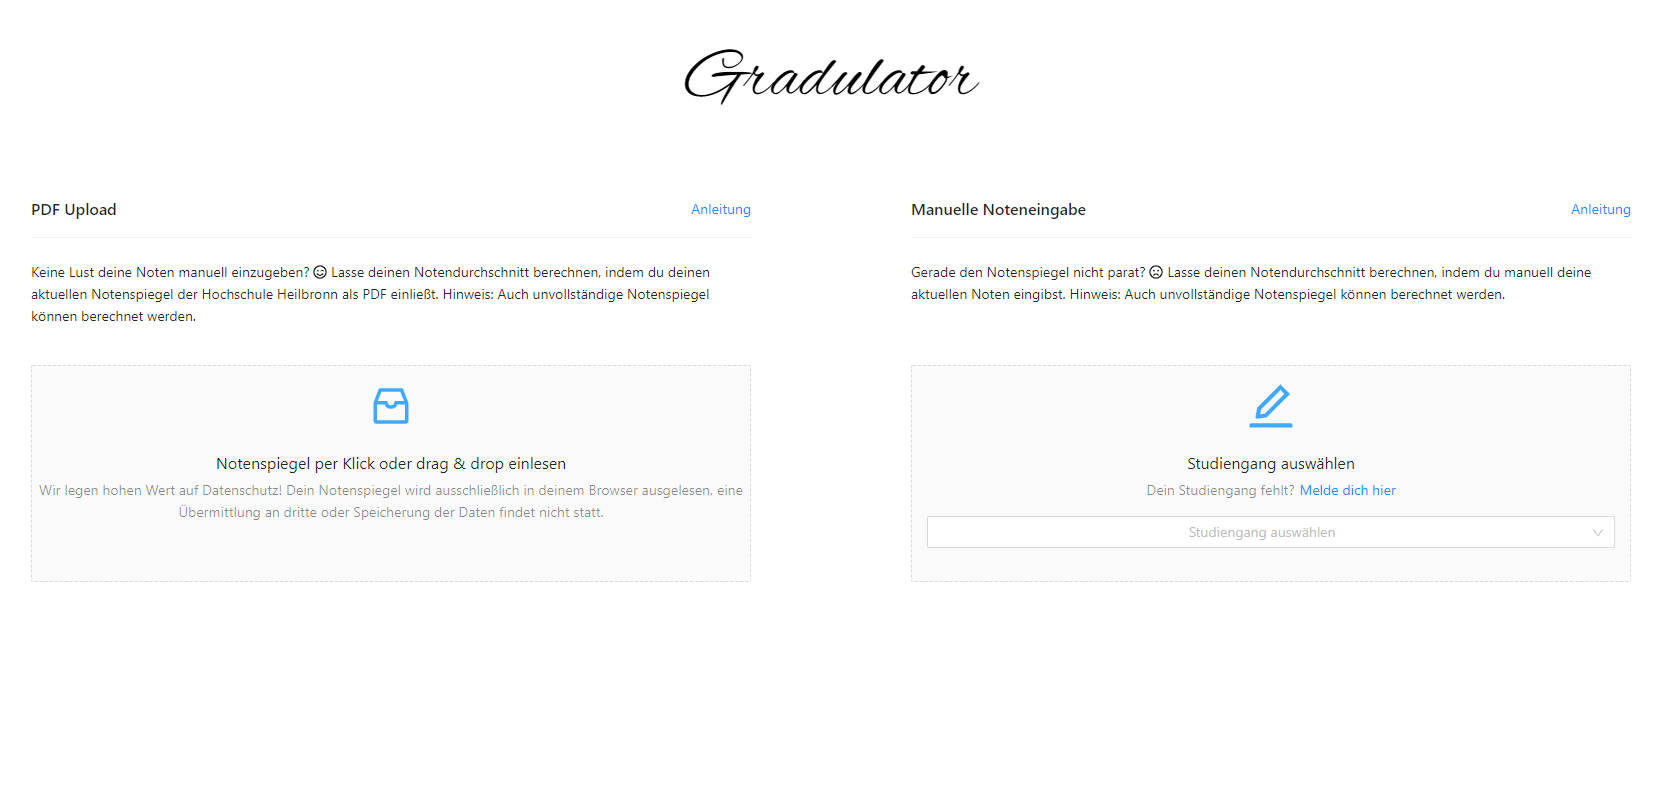 Gradulator
PDF Upload
Anleitung
Keine Lust deine Noten manuell einzugeben? Lasse deinen Notendurchschnitt berechnen, indem du deinen
aktuellen Notenspiegel der Hochschule Heilbronn als PDF einließt. Hinweis: Auch unvollständige Notenspiegel
können berechnet werden.
Notenspiegel per Klick oder drag & drop einlesen
Wir legen hohen Wert auf Datenschutz! Dein Notenspiegel wird ausschließlich in deinem Browser ausgelesen, eine
Übermittlung an dritte oder Speicherung der Daten findet nicht statt.
Manuelle Noteneingabe
Anleitung
Gerade den Notenspiegel nicht parat? Lasse deinen Notendurchschnitt berechnen, indem du manuell deine
aktuellen Noten eingibst. Hinweis: Auch unvollständige Notenspiegel können berechnet werden.
Studiengang auswählen
Dein Studiengang fehlt? Melde dich hier
Studiengang auswählen